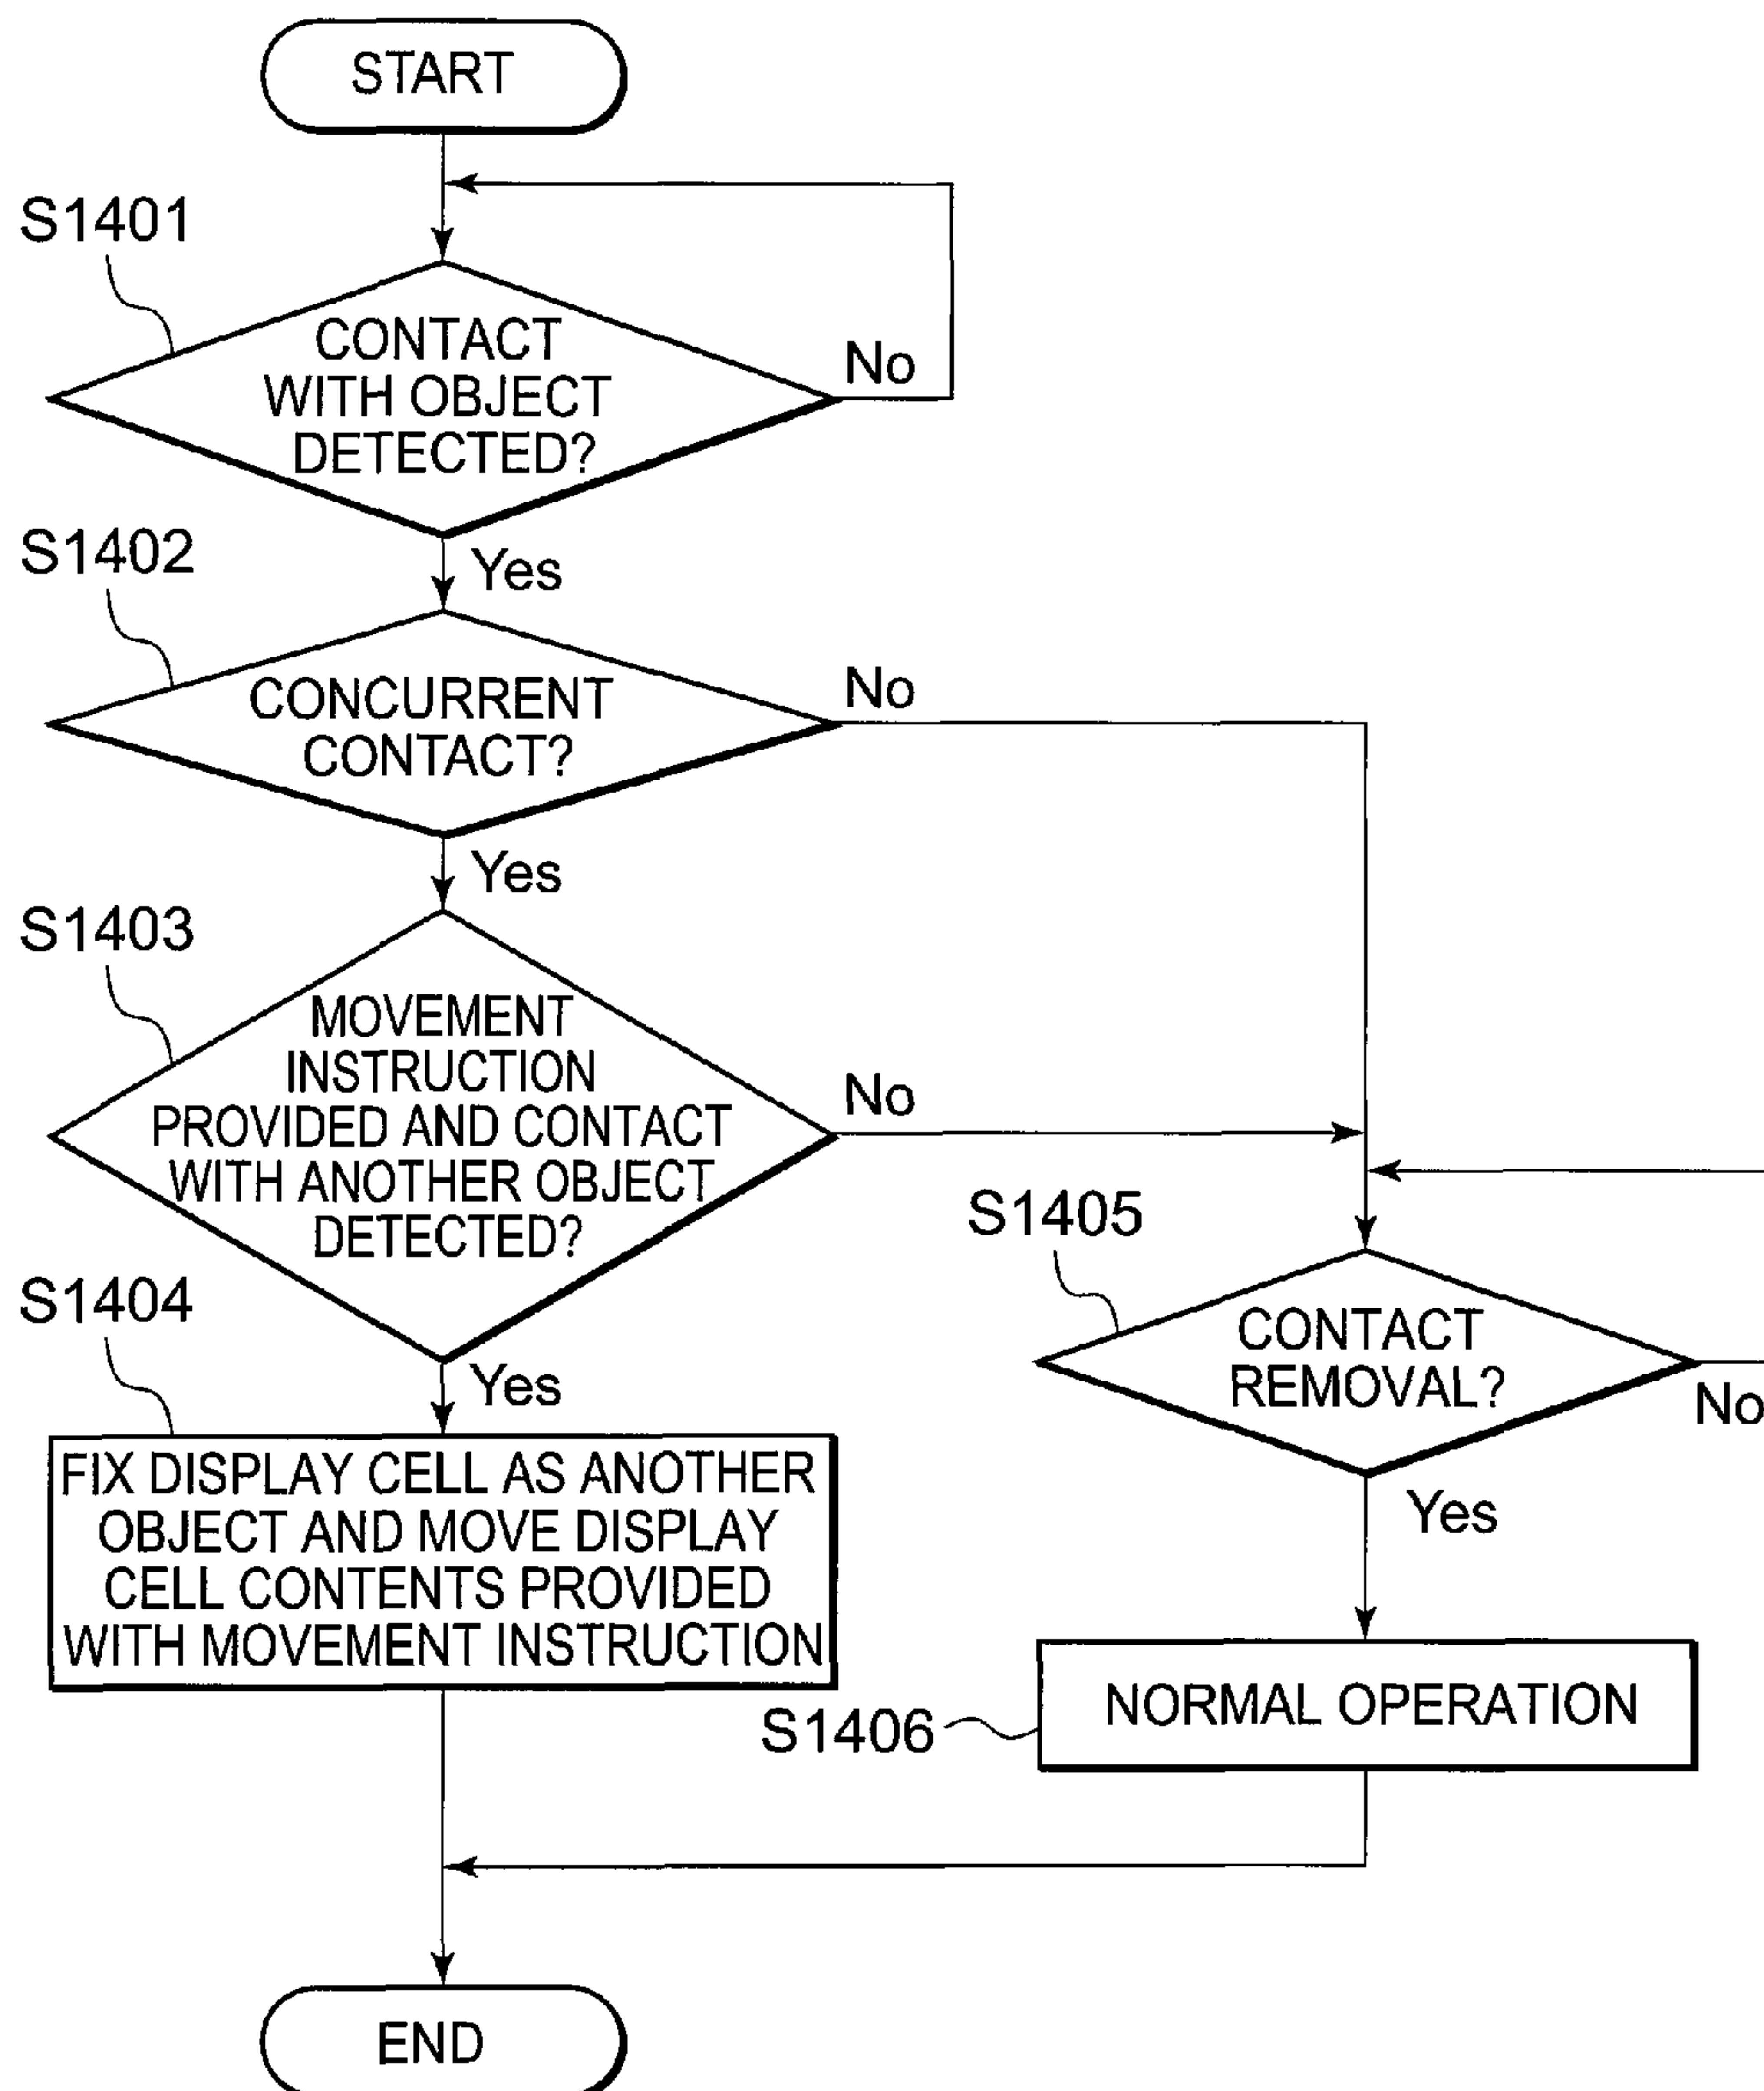 START
S1401
CONTACT
WITH OBJECT
DETECTED?
No
Yes
S1402
CONCURRENT
CONTACT?
No
Yes
S1403
MOVEMENT
INSTRUCTION
PROVIDED AND CONTACT
WITH ANOTHER OBJECT
DETECTED?
No
Yes
S1404
FIX DISPLAY CELL AS ANOTHER
OBJECT AND MOVE DISPLAY
CELL CONTENTS PROVIDED
WITH MOVEMENT INSTRUCTION
S1405
CONTACT
REMOVAL?
No
Yes
S1406
NORMAL OPERATION
END